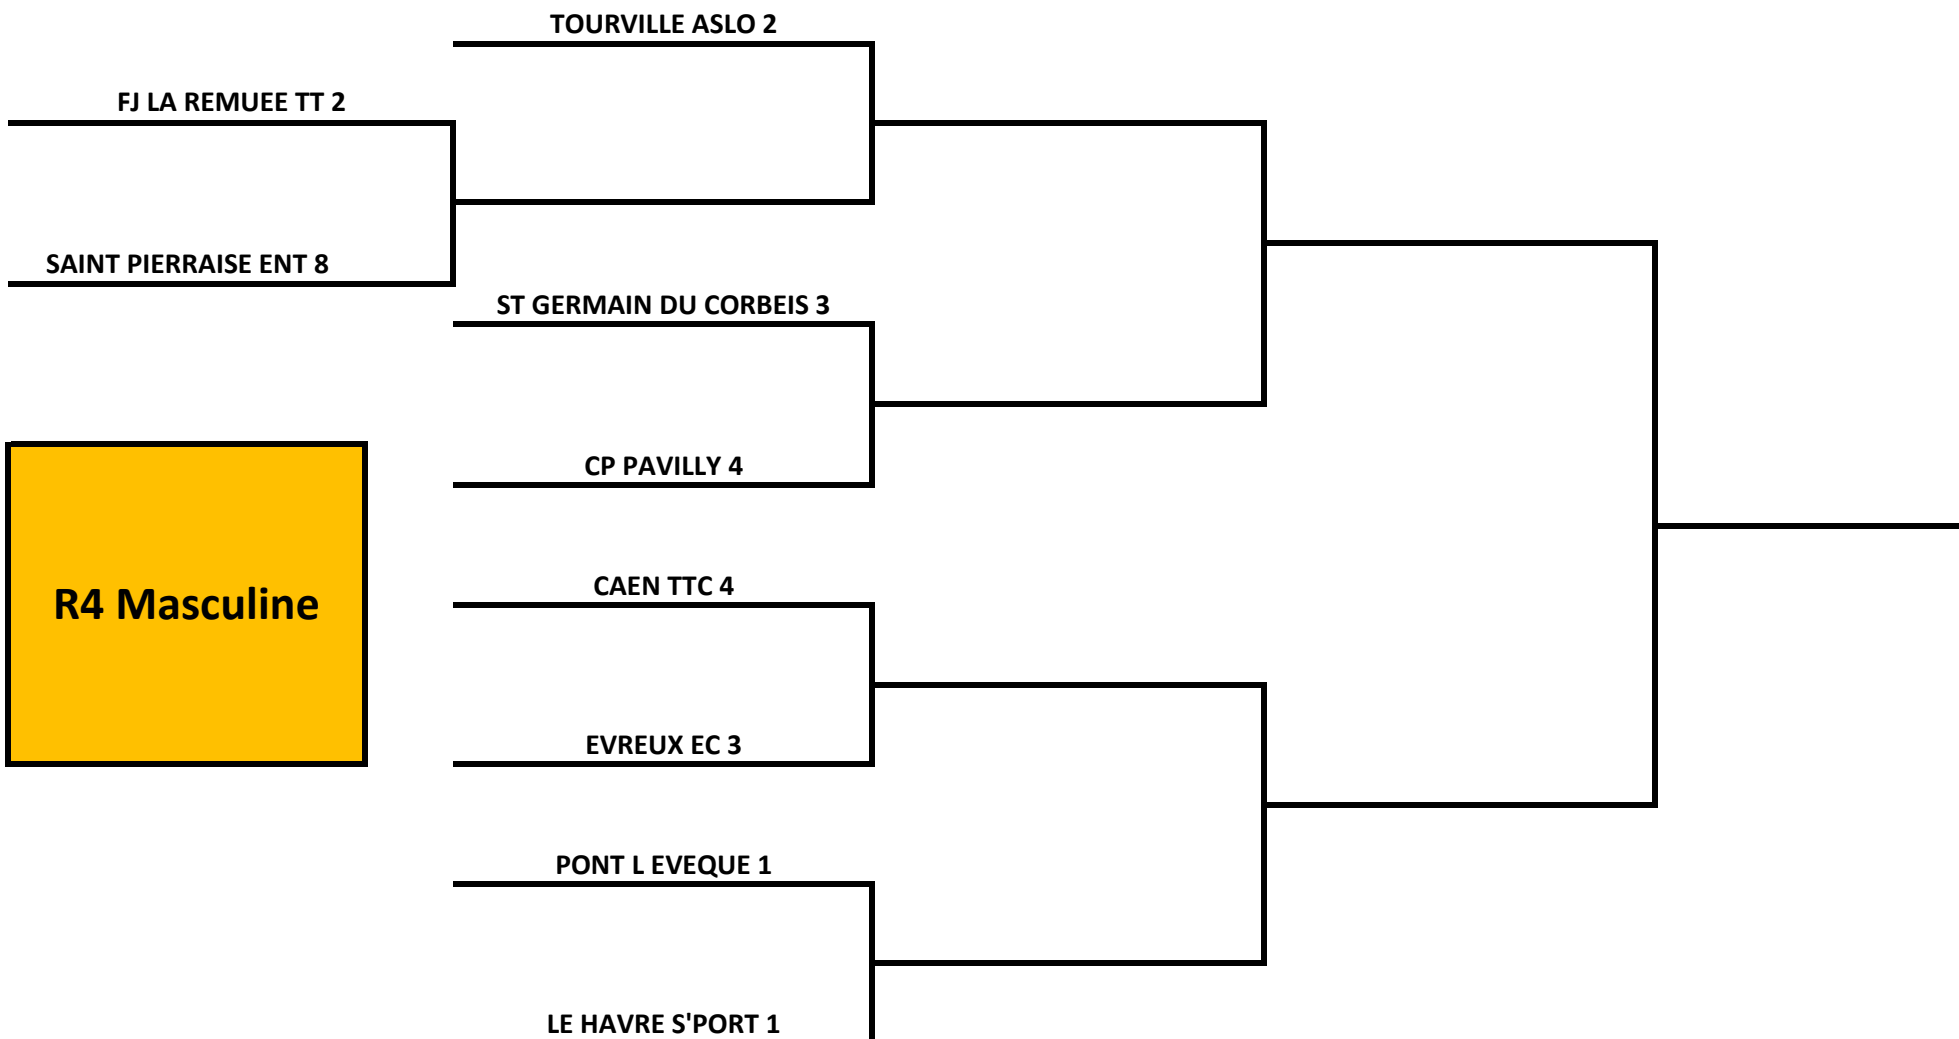 TOURVILLE ASLO 2
FJ LA REMUEE TT 2
SAINT PIERRAISE ENT 8
ST GERMAIN DU CORBEIS 3
CP PAVILLY 4
CAEN TTC 4
R4 Masculine
EVREUX EC 3
PONT L EVEQUE 1
LE HAVRE S'PORT 1